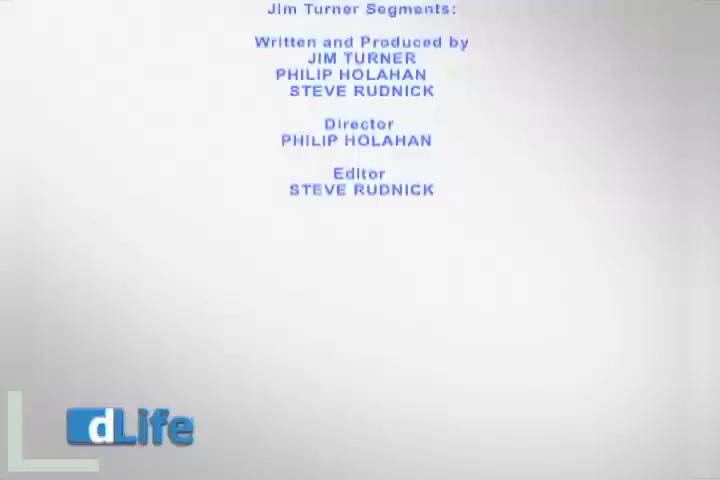 Jim Turner Segments:
Written and Produced by
JIM TURNER
PHILIP HOLAHAN
STEVE RUDNICK
Director
PHILIP HOLAHAN
Editor
STEVE RUDNICK
dLife